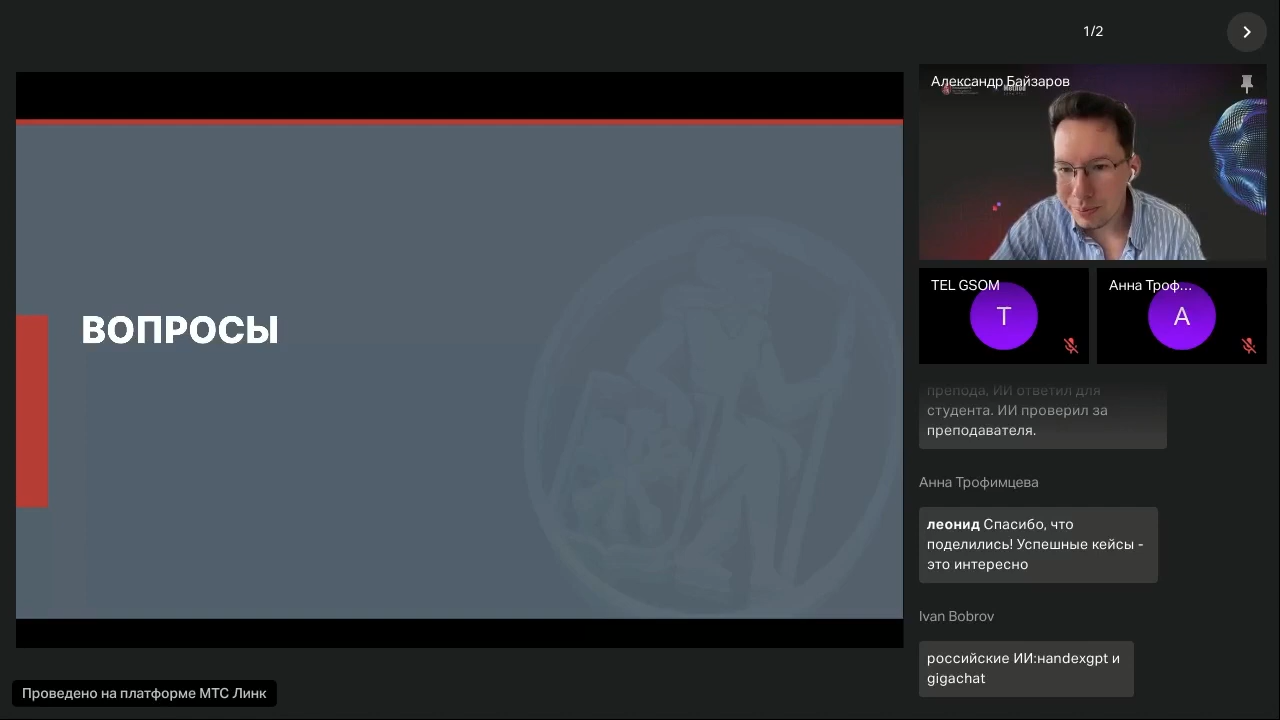 1/2
Александр Байзаров
TEL GSOM
T
Анна Троф...
А
ВОПРОСЫ
препода, ИИ ответил для
студента. ИИ проверил за
преподавателя.
Анна Трофимцева
леонид Спасибо, что
поделились! Успешные кейсы -
это интересно
Ivan Bobrov
российские ИИ:нandexgpt и
gigachat
Проведено на платформе МТС Линк